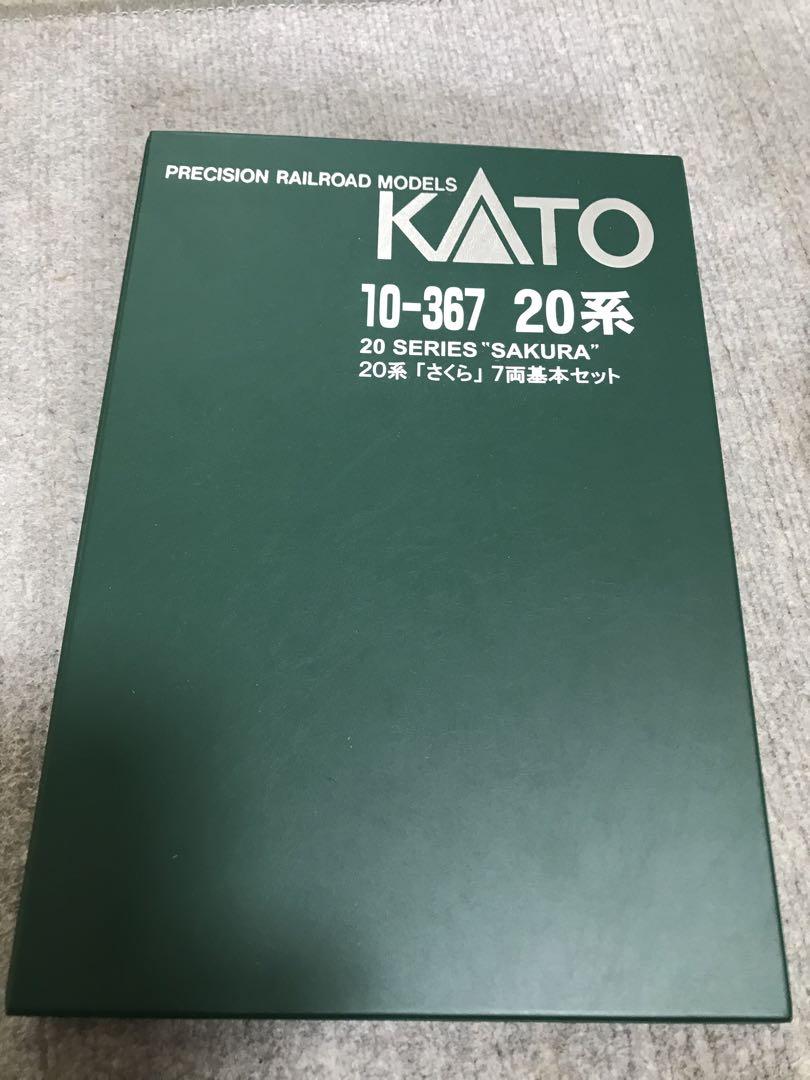 PRECISION RAILROAD MODELS
KATO
10-367 20系
20 SERIES "SAKURA"
20系「さくら」7両基本セット